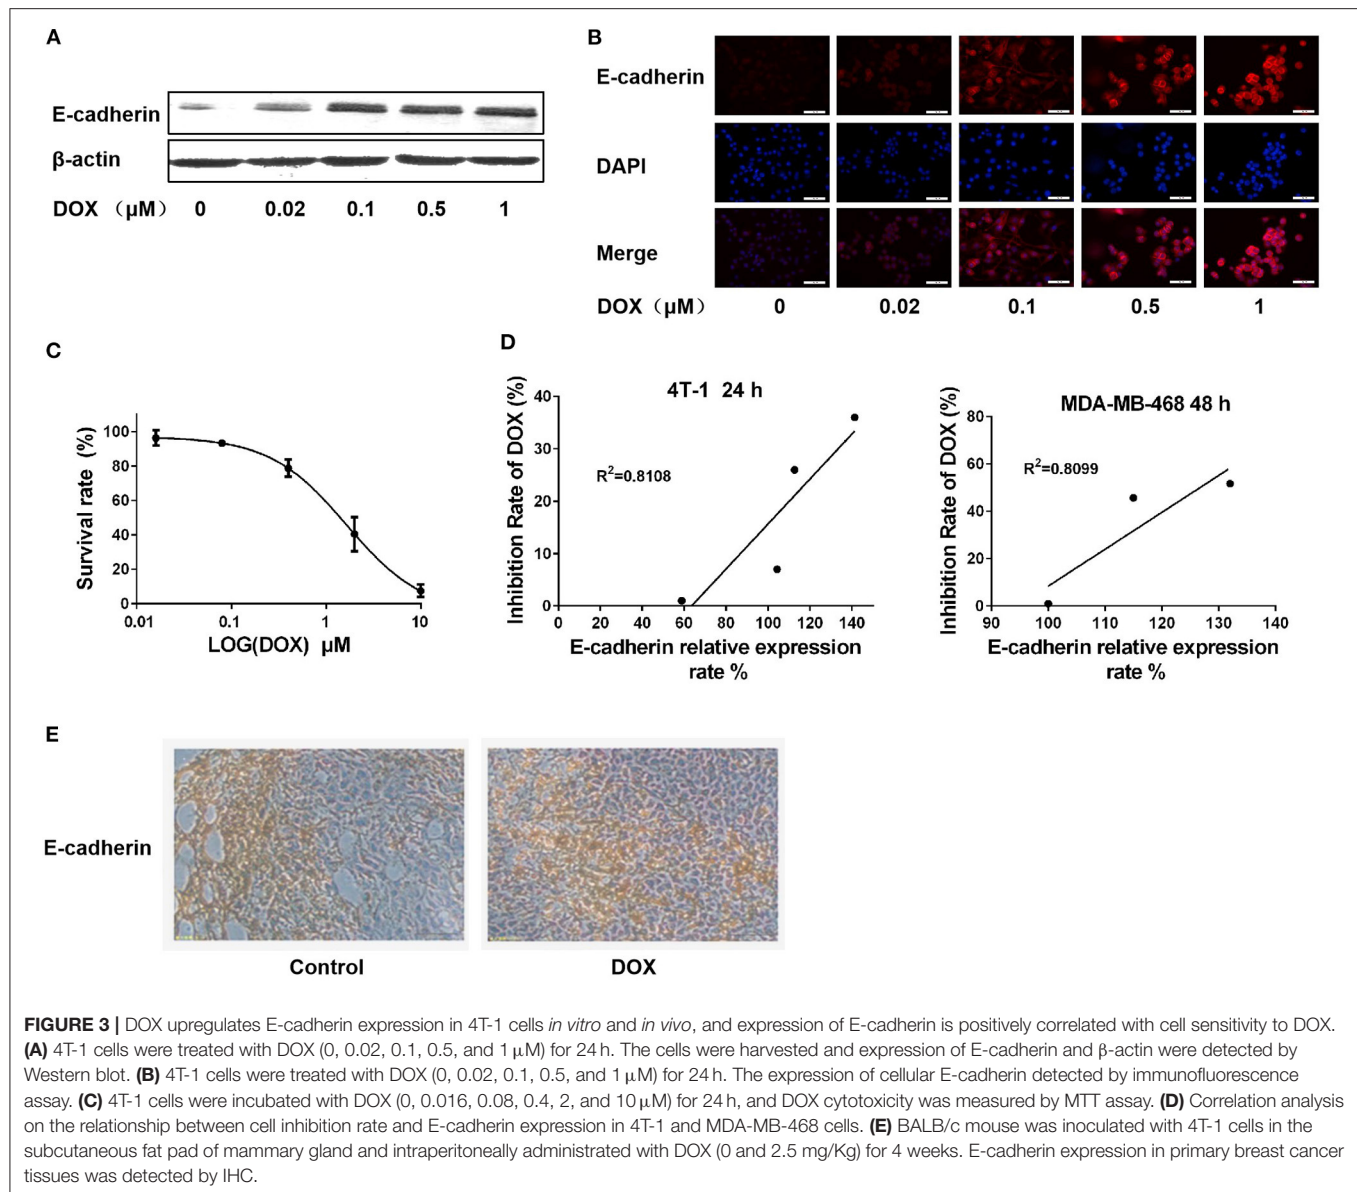 A
E-cadherin
β-actin
DOX （μM） 0 0.02 0.1 0.5 1
B
E-cadherin
DAPI
Merge
DOX（μM） 0 0.02 0.1 0.5 1
C
Survival rate (%)
100
80
60
40
20
0
0.01 0.1 1 10
LOG(DOX) μM
D
4T-1 24 h
Inhibition Rate of DOX (%)
40
30
20
10
0
R²=0.8108
0 20 40 60 80 100 120 140
E-cadherin relative expression
rate %
MDA-MB-468 48 h
Inhibition Rate of DOX (%)
80
60
40
20
0
R²=0.8099
90 100 110 120 130 140
E-cadherin relative expression
rate %
E
E-cadherin
Control DOX
FIGURE 3 | DOX upregulates E-cadherin expression in 4T-1 cells in vitro and in vivo, and expression of E-cadherin is positively correlated with cell sensitivity to DOX.
(A) 4T-1 cells were treated with DOX (0, 0.02, 0.1, 0.5, and 1 μM) for 24 h. The cells were harvested and expression of E-cadherin and β-actin were detected by
Western blot. (B) 4T-1 cells were treated with DOX (0, 0.02, 0.1, 0.5, and 1 μM) for 24 h. The expression of cellular E-cadherin detected by immunofluorescence
assay. (C) 4T-1 cells were incubated with DOX (0, 0.016, 0.08, 0.4, 2, and 10 μM) for 24 h, and DOX cytotoxicity was measured by MTT assay. (D) Correlation analysis
on the relationship between cell inhibition rate and E-cadherin expression in 4T-1 and MDA-MB-468 cells. (E) BALB/c mouse was inoculated with 4T-1 cells in the
subcutaneous fat pad of mammary gland and intraperitoneally administrated with DOX (0 and 2.5 mg/Kg) for 4 weeks. E-cadherin expression in primary breast cancer
tissues was detected by IHC.